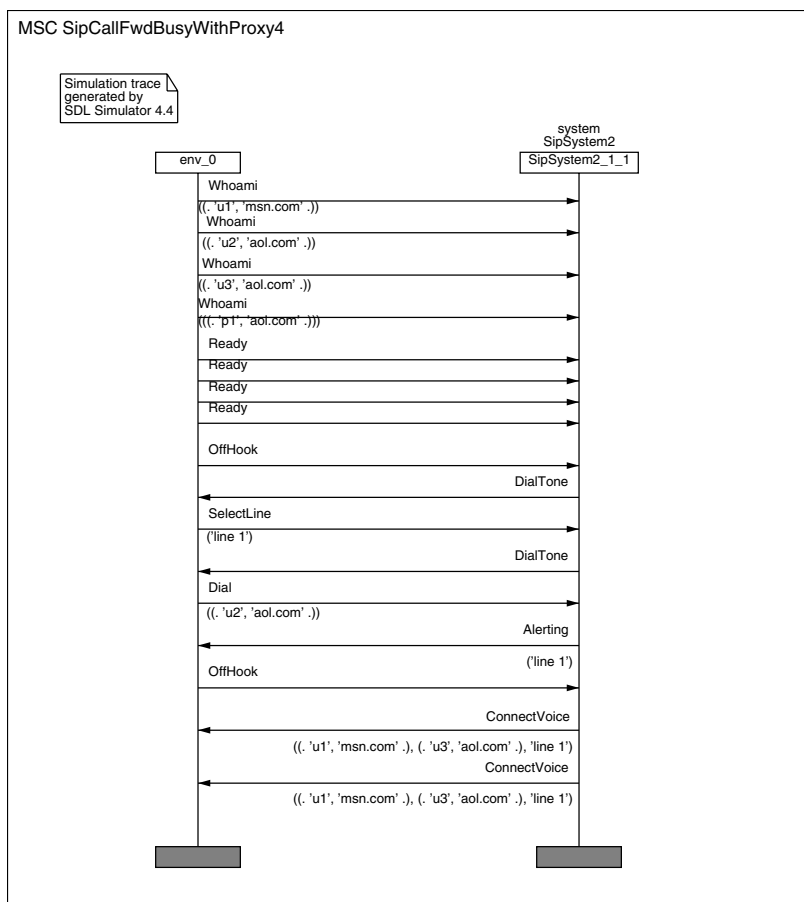 MSC SipCallFwdBusyWithProxy4
Simulation trace
generated by
SDL Simulator 4.4
system
SipSystem2
env_0
SipSystem2_1_1
Whoami
((. 'u1', 'msn.com' .))
Whoami
((. 'u2', 'aol.com' .))
Whoami
((. 'u3', 'aol.com' .))
Whoami
(((. 'p1', 'aol.com' .)))
Ready
Ready
Ready
Ready
OffHook
DialTone
SelectLine
('line 1')
DialTone
Dial
((. 'u2', 'aol.com' .))
Alerting
('line 1')
OffHook
ConnectVoice
((. 'u1', 'msn.com' .), (. 'u3', 'aol.com' .), 'line 1')
ConnectVoice
((. 'u1', 'msn.com' .), (. 'u3', 'aol.com' .), 'line 1')